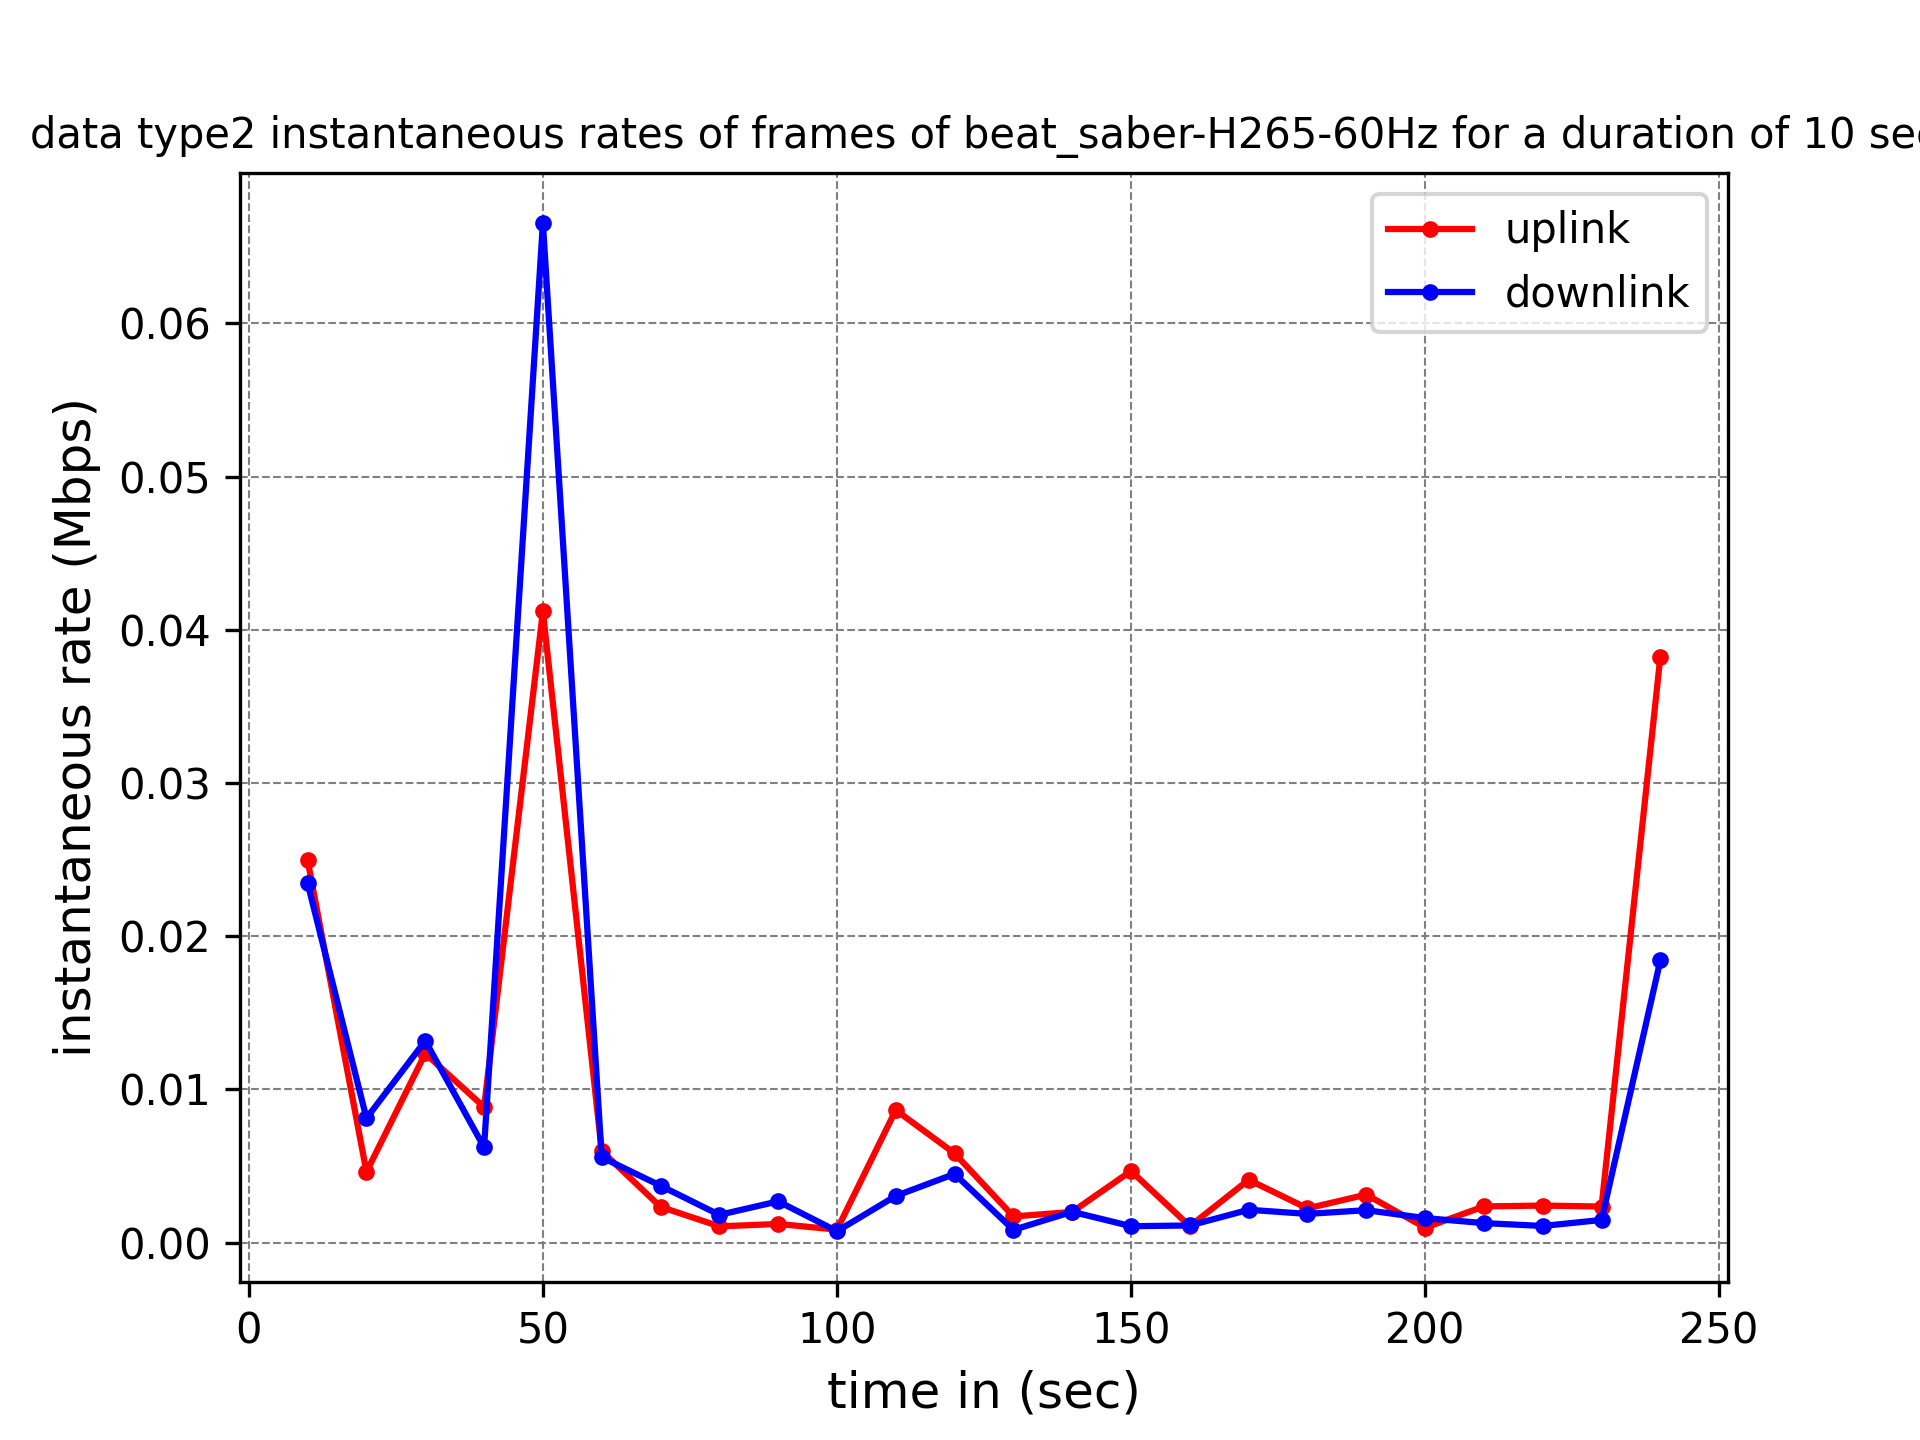 data type2 instantaneous rates of frames of beat_saber-H265-60Hz for a duration of 10
uplink
downlink
instantaneous rate (Mbps)
0.06
0.05
0.04
0.03
0.02
0.01
0.00
0 50 100 150 200 250
time in (sec)